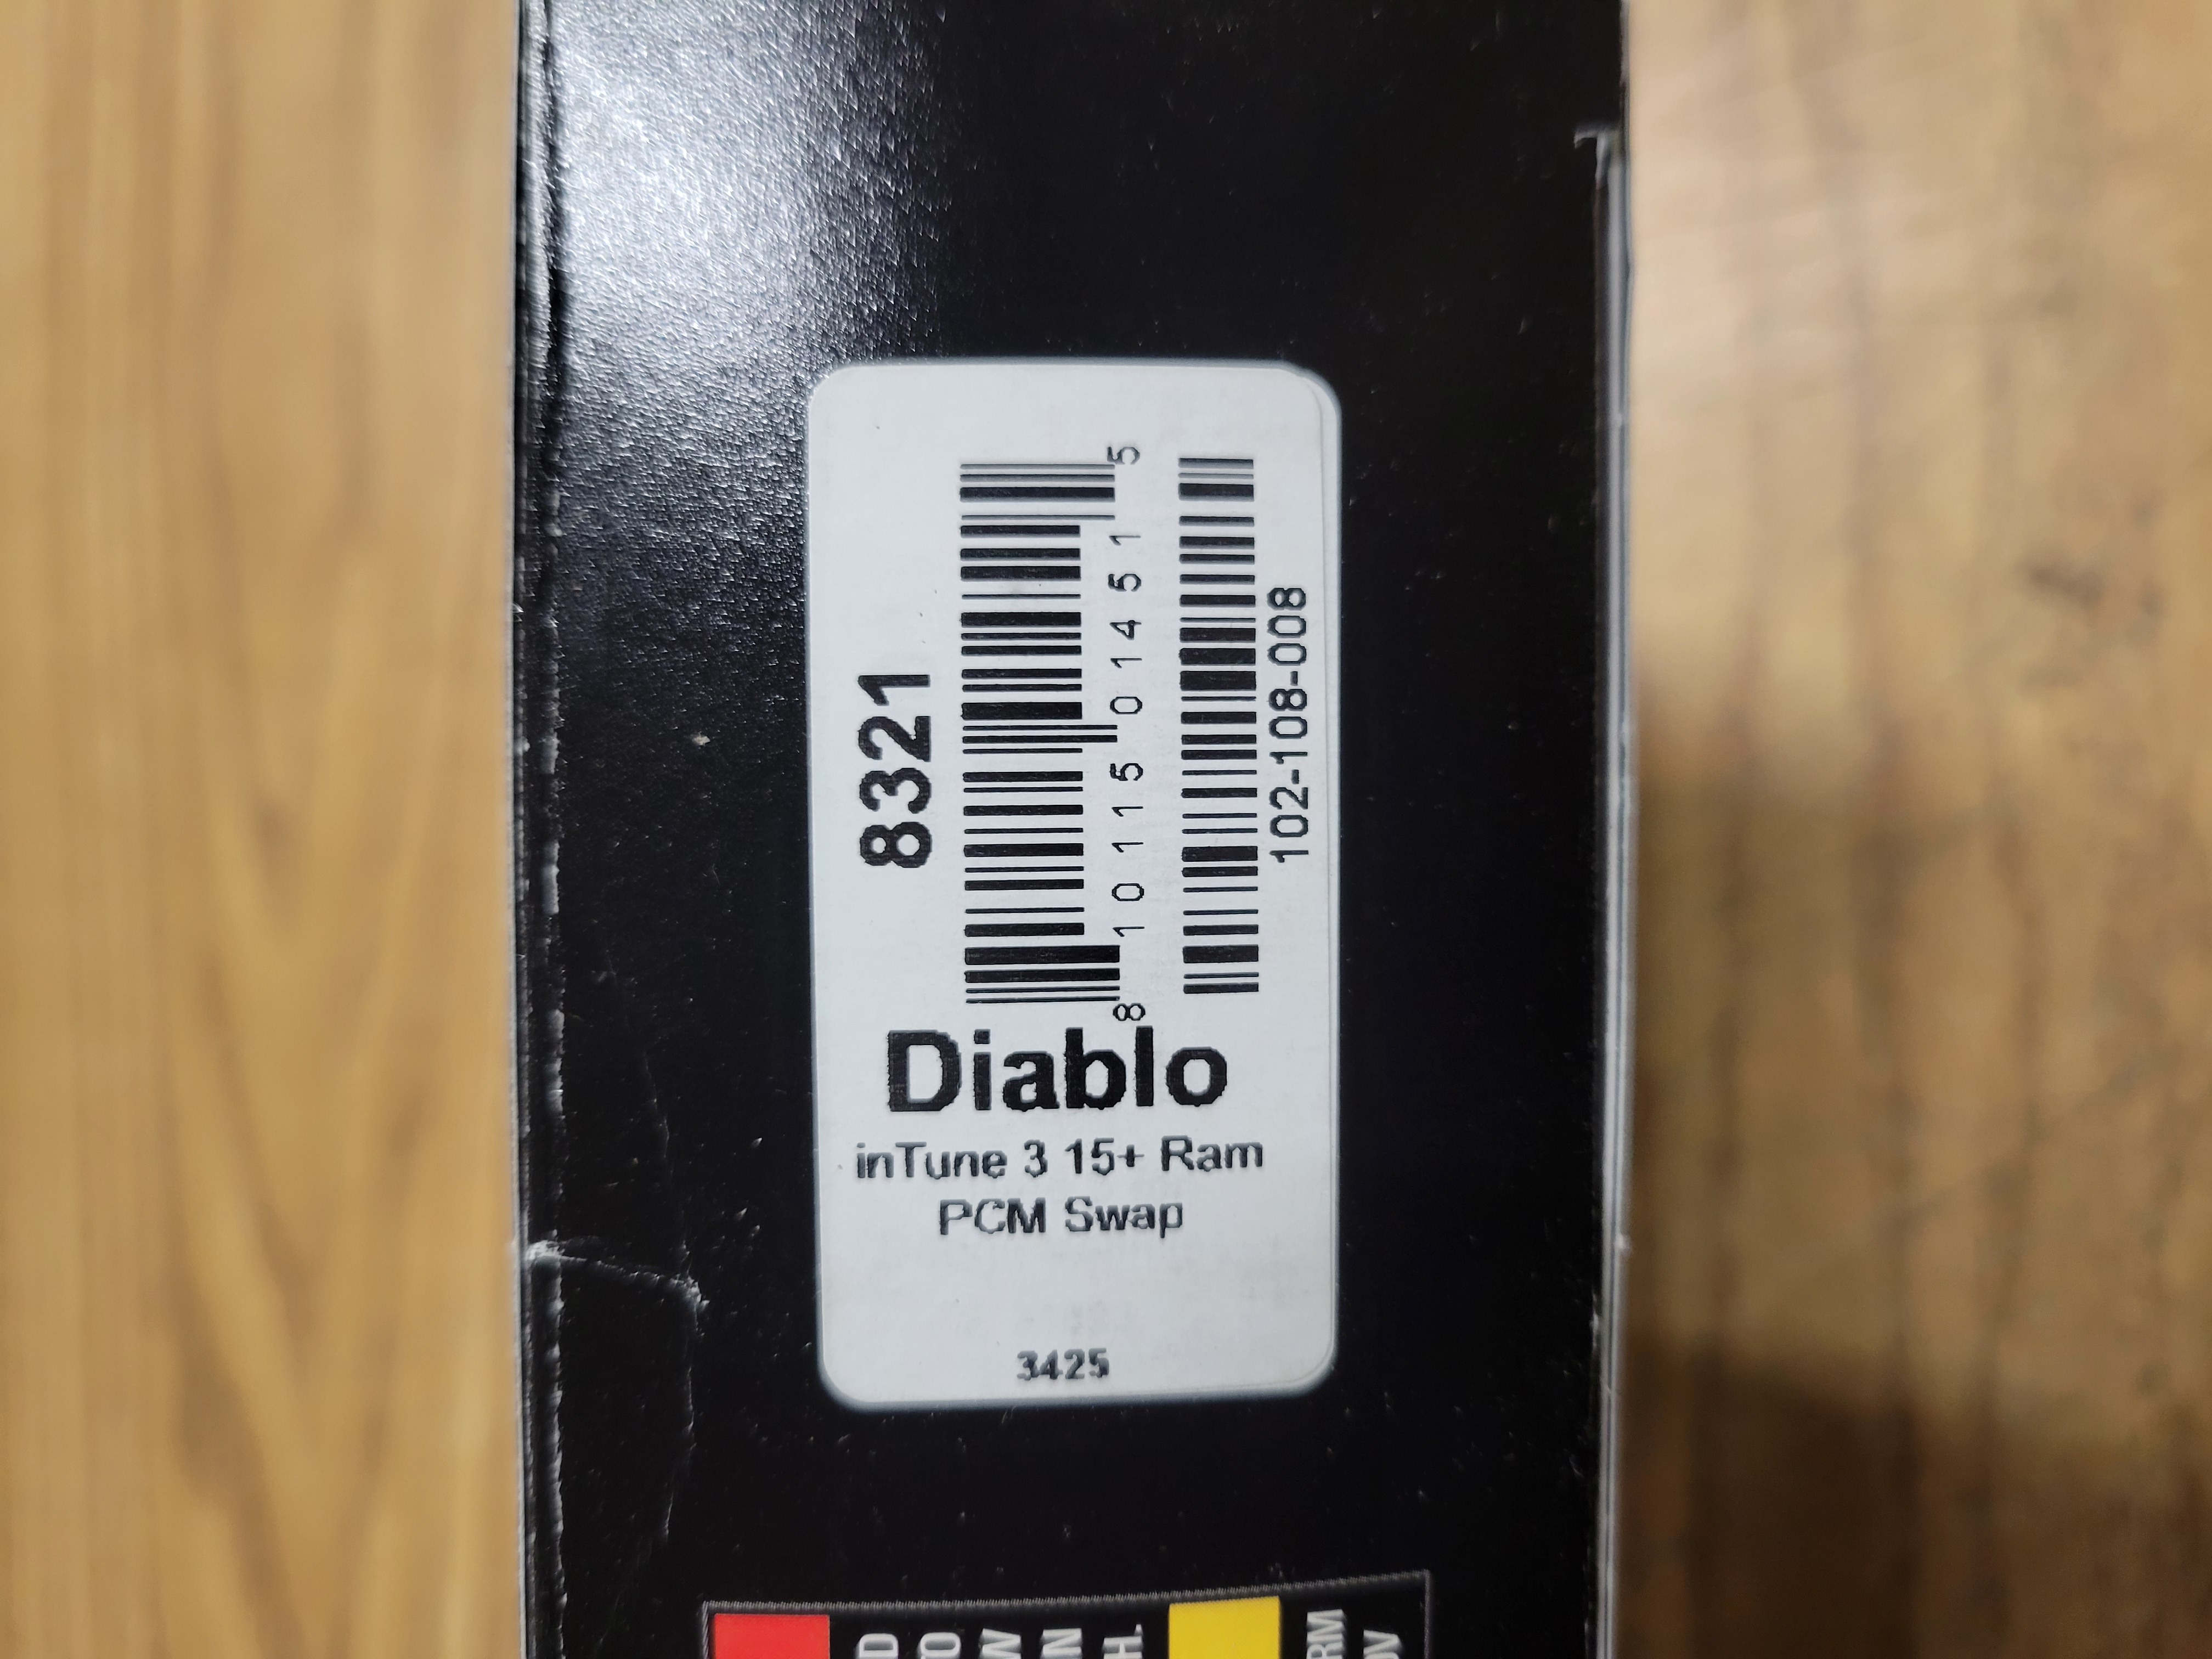 8321
8 10115 01451 5
102-108-008
Diablo
inTune 3 15+ Ram
PCM Swap
3425